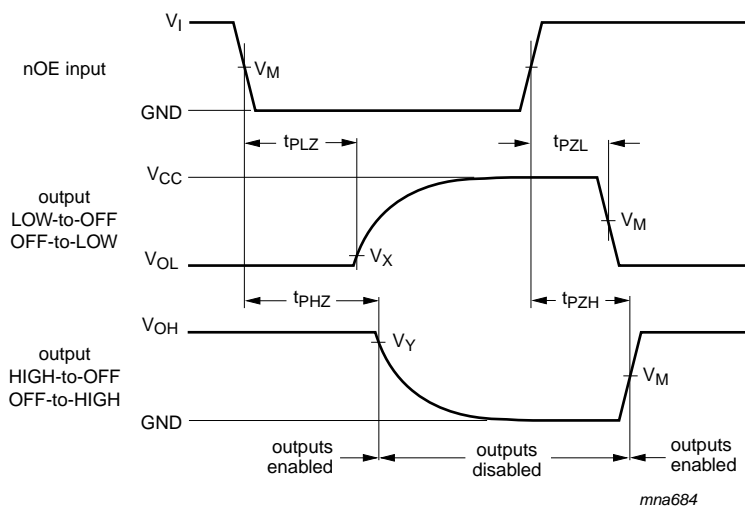 VI
nOE input
VM
GND
tPLZ
tPZL
VCC
output
LOW-to-OFF
OFF-to-LOW
VM
VOL
VX
tPHZ
tPZH
VOH
output
HIGH-to-OFF
OFF-to-HIGH
VY
VM
GND
outputs
enabled
outputs
disabled
outputs
enabled
mna684